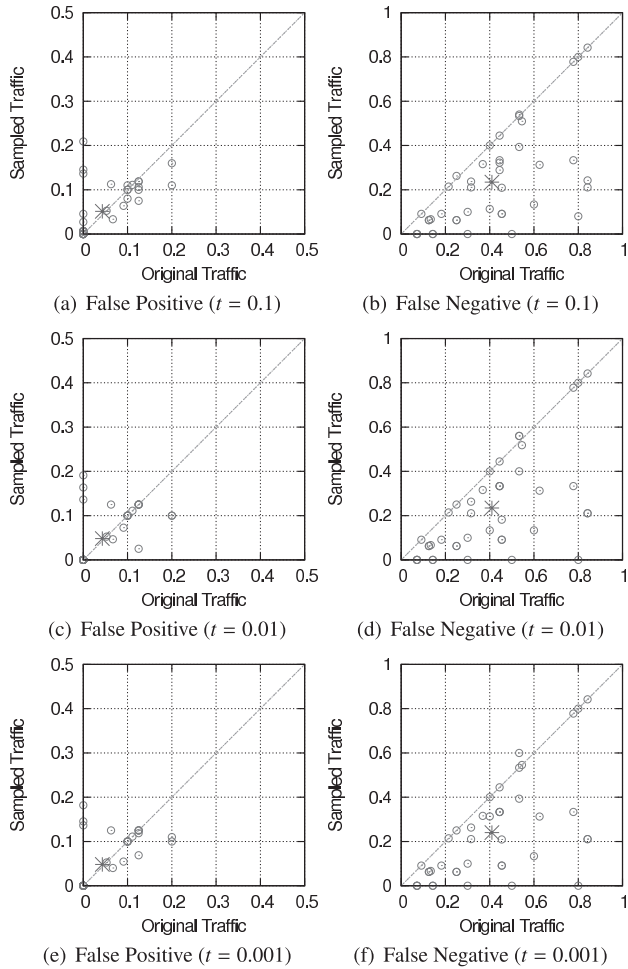 0.5
1
0.4
0.8
0.3
0.6
0.2
0.4
0.1
0.2
0
0
0 0.1 0.2 0.3 0.4 0.5
0 0.2 0.4 0.6 0.8 1
Sampled Traffic
Sampled Traffic
Original Traffic
Original Traffic
(a) False Positive (t = 0.1)
(b) False Negative (t = 0.1)
0.5
1
0.4
0.8
0.3
0.6
0.2
0.4
0.1
0.2
0
0
0 0.1 0.2 0.3 0.4 0.5
0 0.2 0.4 0.6 0.8 1
Sampled Traffic
Sampled Traffic
Original Traffic
Original Traffic
(c) False Positive (t = 0.01)
(d) False Negative (t = 0.01)
0.5
1
0.4
0.8
0.3
0.6
0.2
0.4
0.1
0.2
0
0
0 0.1 0.2 0.3 0.4 0.5
0 0.2 0.4 0.6 0.8 1
Sampled Traffic
Sampled Traffic
Original Traffic
Original Traffic
(e) False Positive (t = 0.001)
(f) False Negative (t = 0.001)